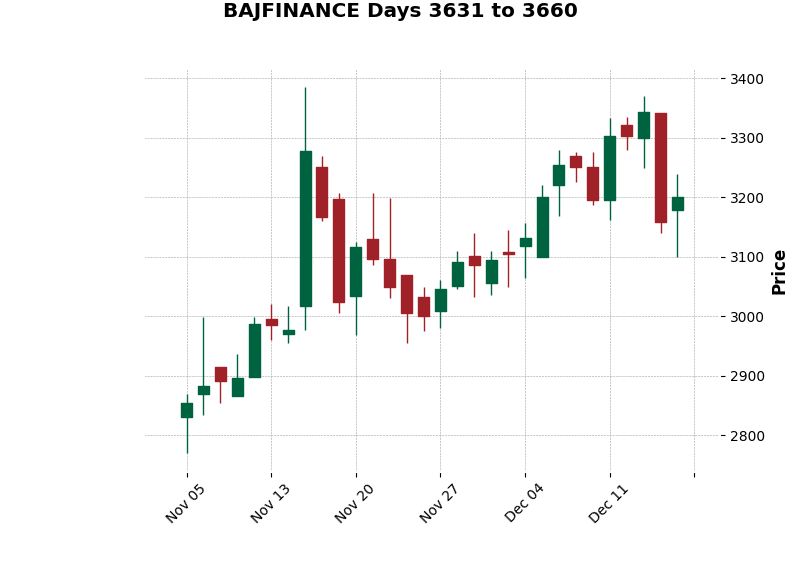 BAJFINANCE Days 3631 to 3660
3400
3300
3200
3100
3000
2900
2800
Price
Nov 05
Nov 13
Nov 20
Nov 27
Dec 04
Dec 11